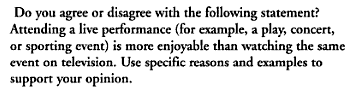 Do you agree or disagree with the following statement?
Attending a live performance (for example, a play, concert,
or sporting event) is more enjoyable than watching the same
event on television. Use specific reasons and examples to
support your opinion.